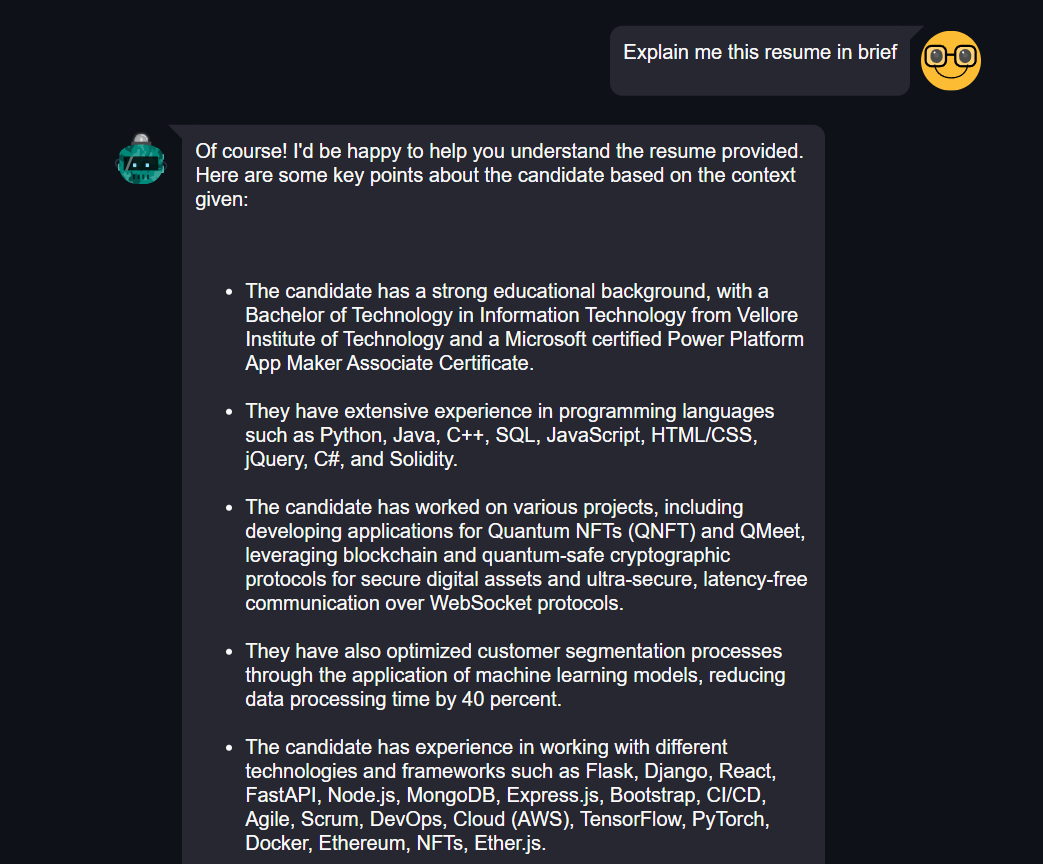 Explain me this resume in brief
Of course! I'd be happy to help you understand the resume provided.
Here are some key points about the candidate based on the context
given:
• The candidate has a strong educational background, with a
Bachelor of Technology in Information Technology from Vellore
Institute of Technology and a Microsoft certified Power Platform
App Maker Associate Certificate.
• They have extensive experience in programming languages
such as Python, Java, C++, SQL, JavaScript, HTML/CSS,
jQuery, C#, and Solidity.
• The candidate has worked on various projects, including
developing applications for Quantum NFTs (QNFT) and QMeet,
leveraging blockchain and quantum-safe cryptographic
protocols for secure digital assets and ultra-secure, latency-free
communication over WebSocket protocols.
• They have also optimized customer segmentation processes
through the application of machine learning models, reducing
data processing time by 40 percent.
• The candidate has experience in working with different
technologies and frameworks such as Flask, Django, React,
FastAPI, Node.js, MongoDB, Express.js, Bootstrap, CI/CD,
Agile, Scrum, DevOps, Cloud (AWS), TensorFlow, PyTorch,
Docker, Ethereum, NFTs, Ether.js.